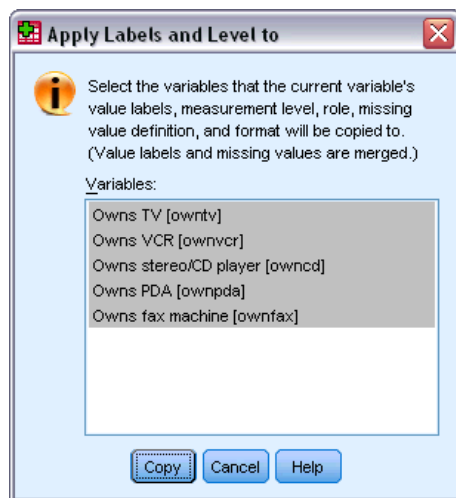 Apply Labels and Level to
Select the variables that the current variable's
value labels, measurement level, role, missing
value definition, and format will be copied to.
(Value labels and missing values are merged.)
Variables:
Owns TV [owntv]
Owns VCR [ownvcr]
Owns stereo/CD player [owncd]
Owns PDA [ownpda]
Owns fax machine [ownfax]
Copy Cancel Help